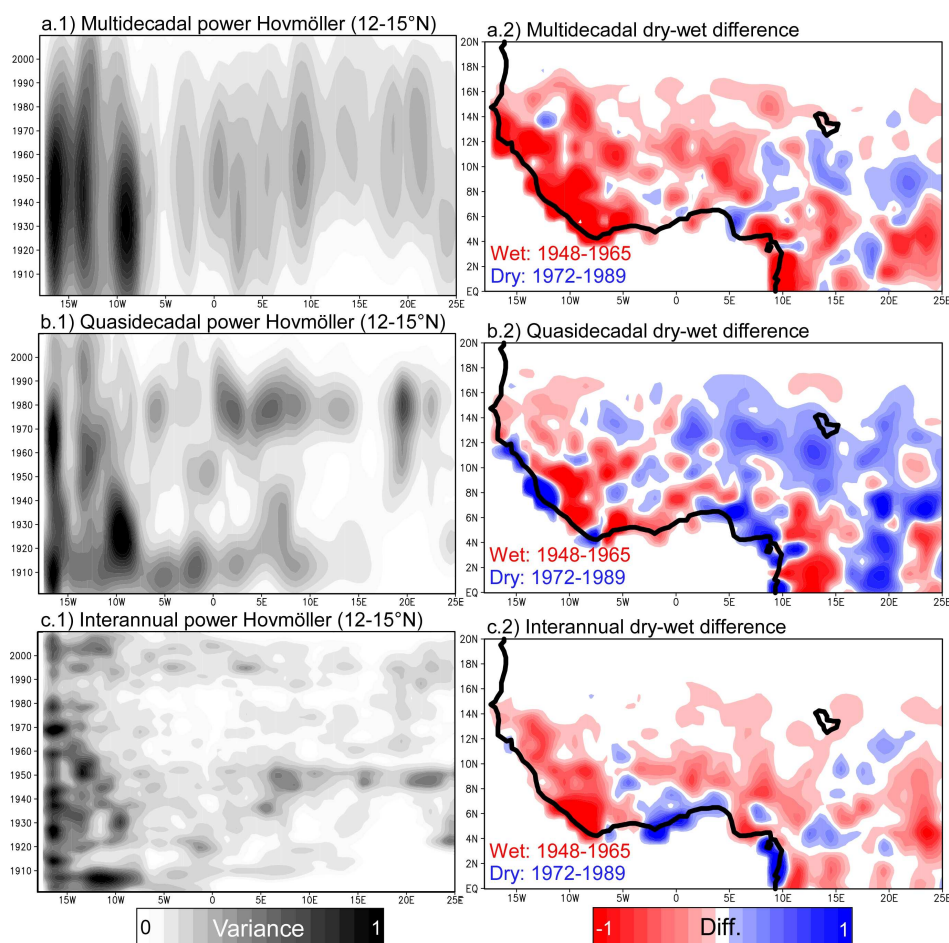 a.1) Multidecadal power Hovmöller (12-15°N)
2000
1990
1980
1970
1960
1950
1940
1930
1920
1910
15W 10W 5W 0 5E 10E 15E 20E 25E
a.2) Multidecadal dry-wet difference
20N
18N
16N
14N
12N
10N
8N
6N
4N
2N
EQ
Wet: 1948-1965
Dry: 1972-1989
15W 10W 5W 0 5E 10E 15E 20E 25E
b.1) Quasidecadal power Hovmöller (12-15°N)
2000
1990
1980
1970
1960
1950
1940
1930
1920
1910
15W 10W 5W 0 5E 10E 15E 20E 25E
b.2) Quasidecadal dry-wet difference
20N
18N
16N
14N
12N
10N
8N
6N
4N
2N
EQ
Wet: 1948-1965
Dry: 1972-1989
15W 10W 5W 0 5E 10E 15E 20E 25E
c.1) Interannual power Hovmöller (12-15°N)
2000
1990
1980
1970
1960
1950
1940
1930
1920
1910
15W 10W 5W 0 5E 10E 15E 20E 25E
c.2) Interannual dry-wet difference
20N
18N
16N
14N
12N
10N
8N
6N
4N
2N
EQ
Wet: 1948-1965
Dry: 1972-1989
15W 10W 5W 0 5E 10E 15E 20E 25E
0 Variance 1
-1 Diff. 1